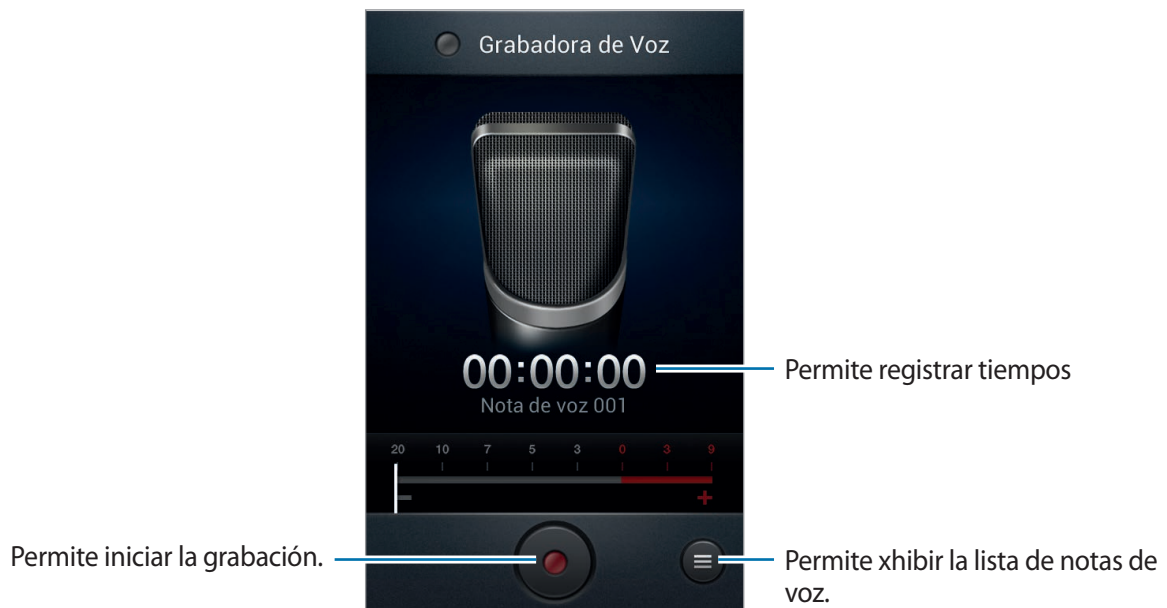 Grabadora de Voz
00:00:00
Permite registrar tiempos
Nota de voz 001
20 10 7 5 3 0 3 9
- +
Permite iniciar la grabación.
Permite xhibir la lista de notas de
voz.